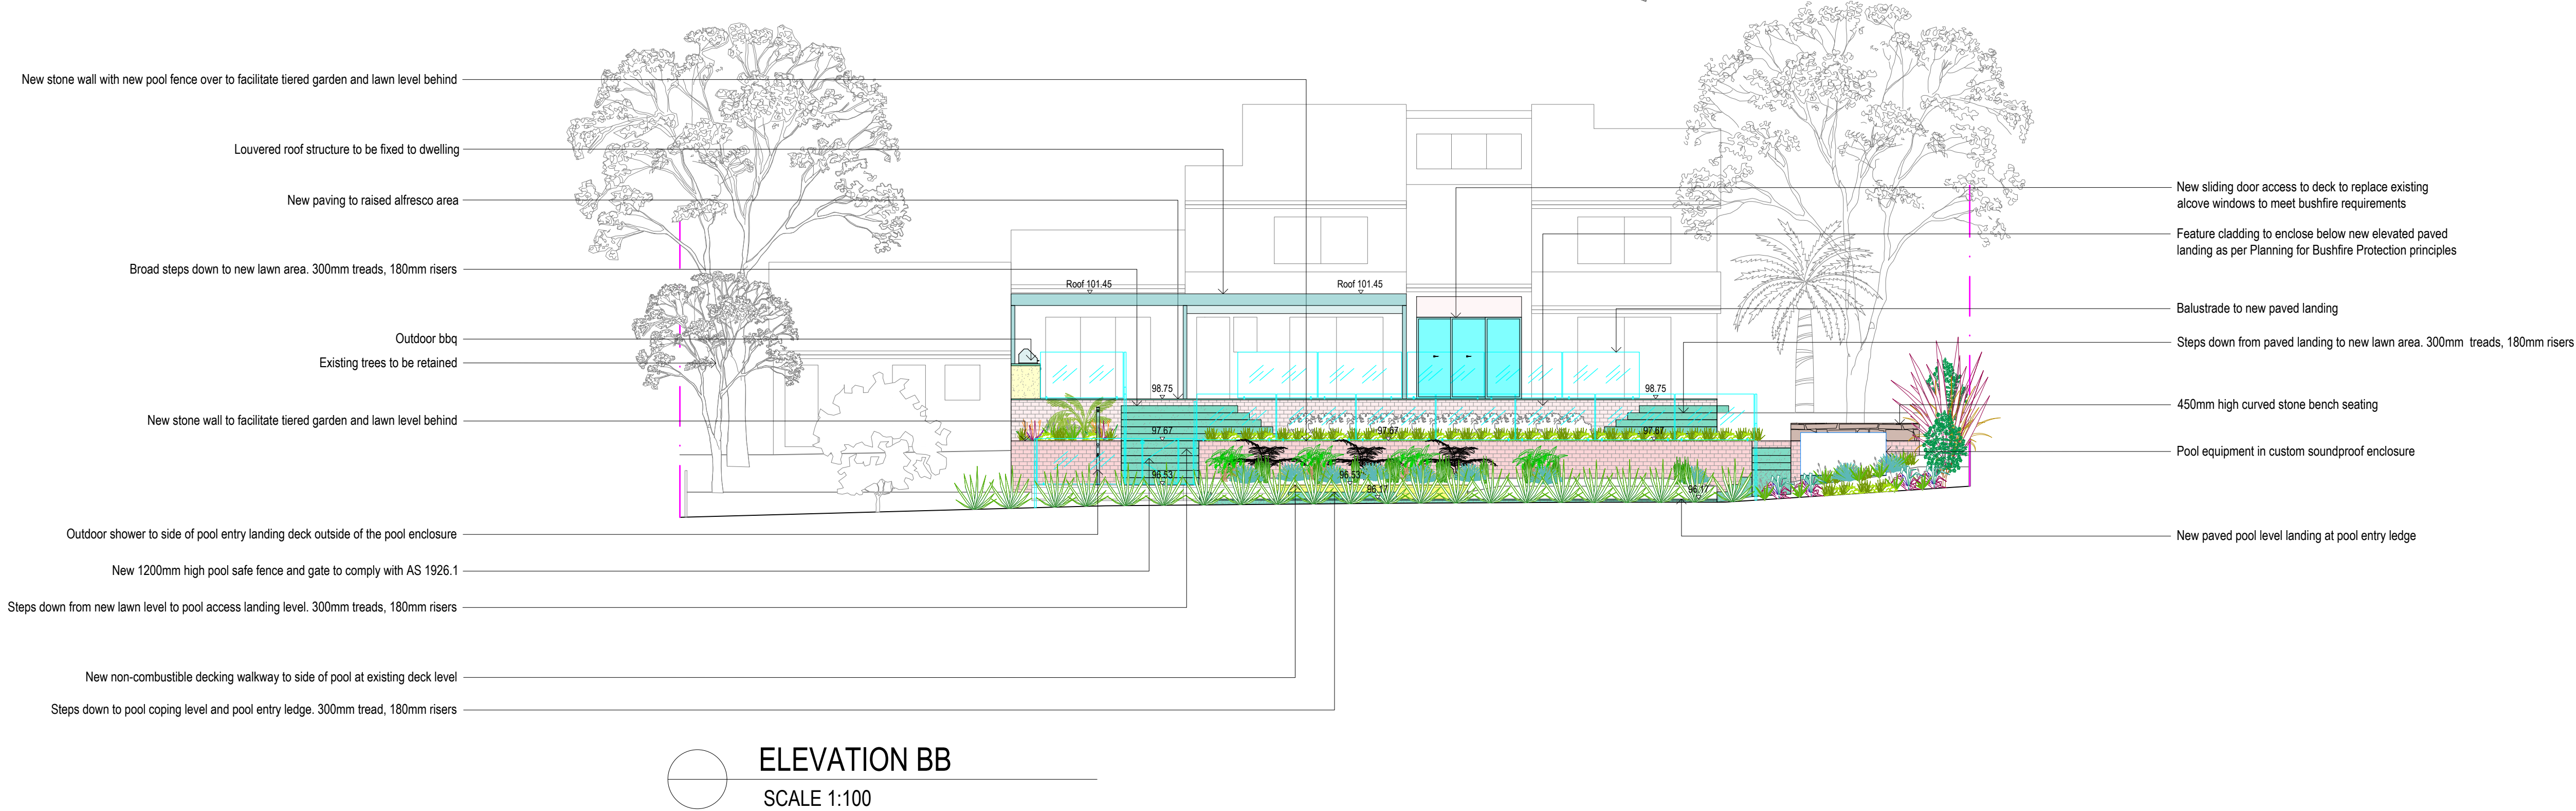 New stone wall with new pool fence over to facilitate tiered garden and lawn level behind
Louvered roof structure to be fixed to dwelling
New paving to raised alfresco area
Broad steps down to new lawn area. 300mm treads, 180mm risers
Outdoor bbq
Existing trees to be retained
New stone wall to facilitate tiered garden and lawn level behind
Outdoor shower to side of pool entry landing deck outside of the pool enclosure
New 1200mm high pool safe fence and gate to comply with AS 1926.1
Steps down from new lawn level to pool access landing level. 300mm treads, 180mm risers
New non-combustible decking walkway to side of pool at existing deck level
Steps down to pool coping level and pool entry ledge. 300mm tread, 180mm risers
Roof 101.45
Roof 101.45
98.75
98.75
97.67
97.67
97.67
96.53
96.53
96.17
96.17
New sliding door access to deck to replace existing
alcove windows to meet bushfire requirements
Feature cladding to enclose below new elevated paved
landing as per Planning for Bushfire Protection principles
Balustrade to new paved landing
Steps down from paved landing to new lawn area. 300mm  treads, 180mm risers
450mm high curved stone bench seating
Pool equipment in custom soundproof enclosure
New paved pool level landing at pool entry ledge
ELEVATION BB
SCALE 1:100